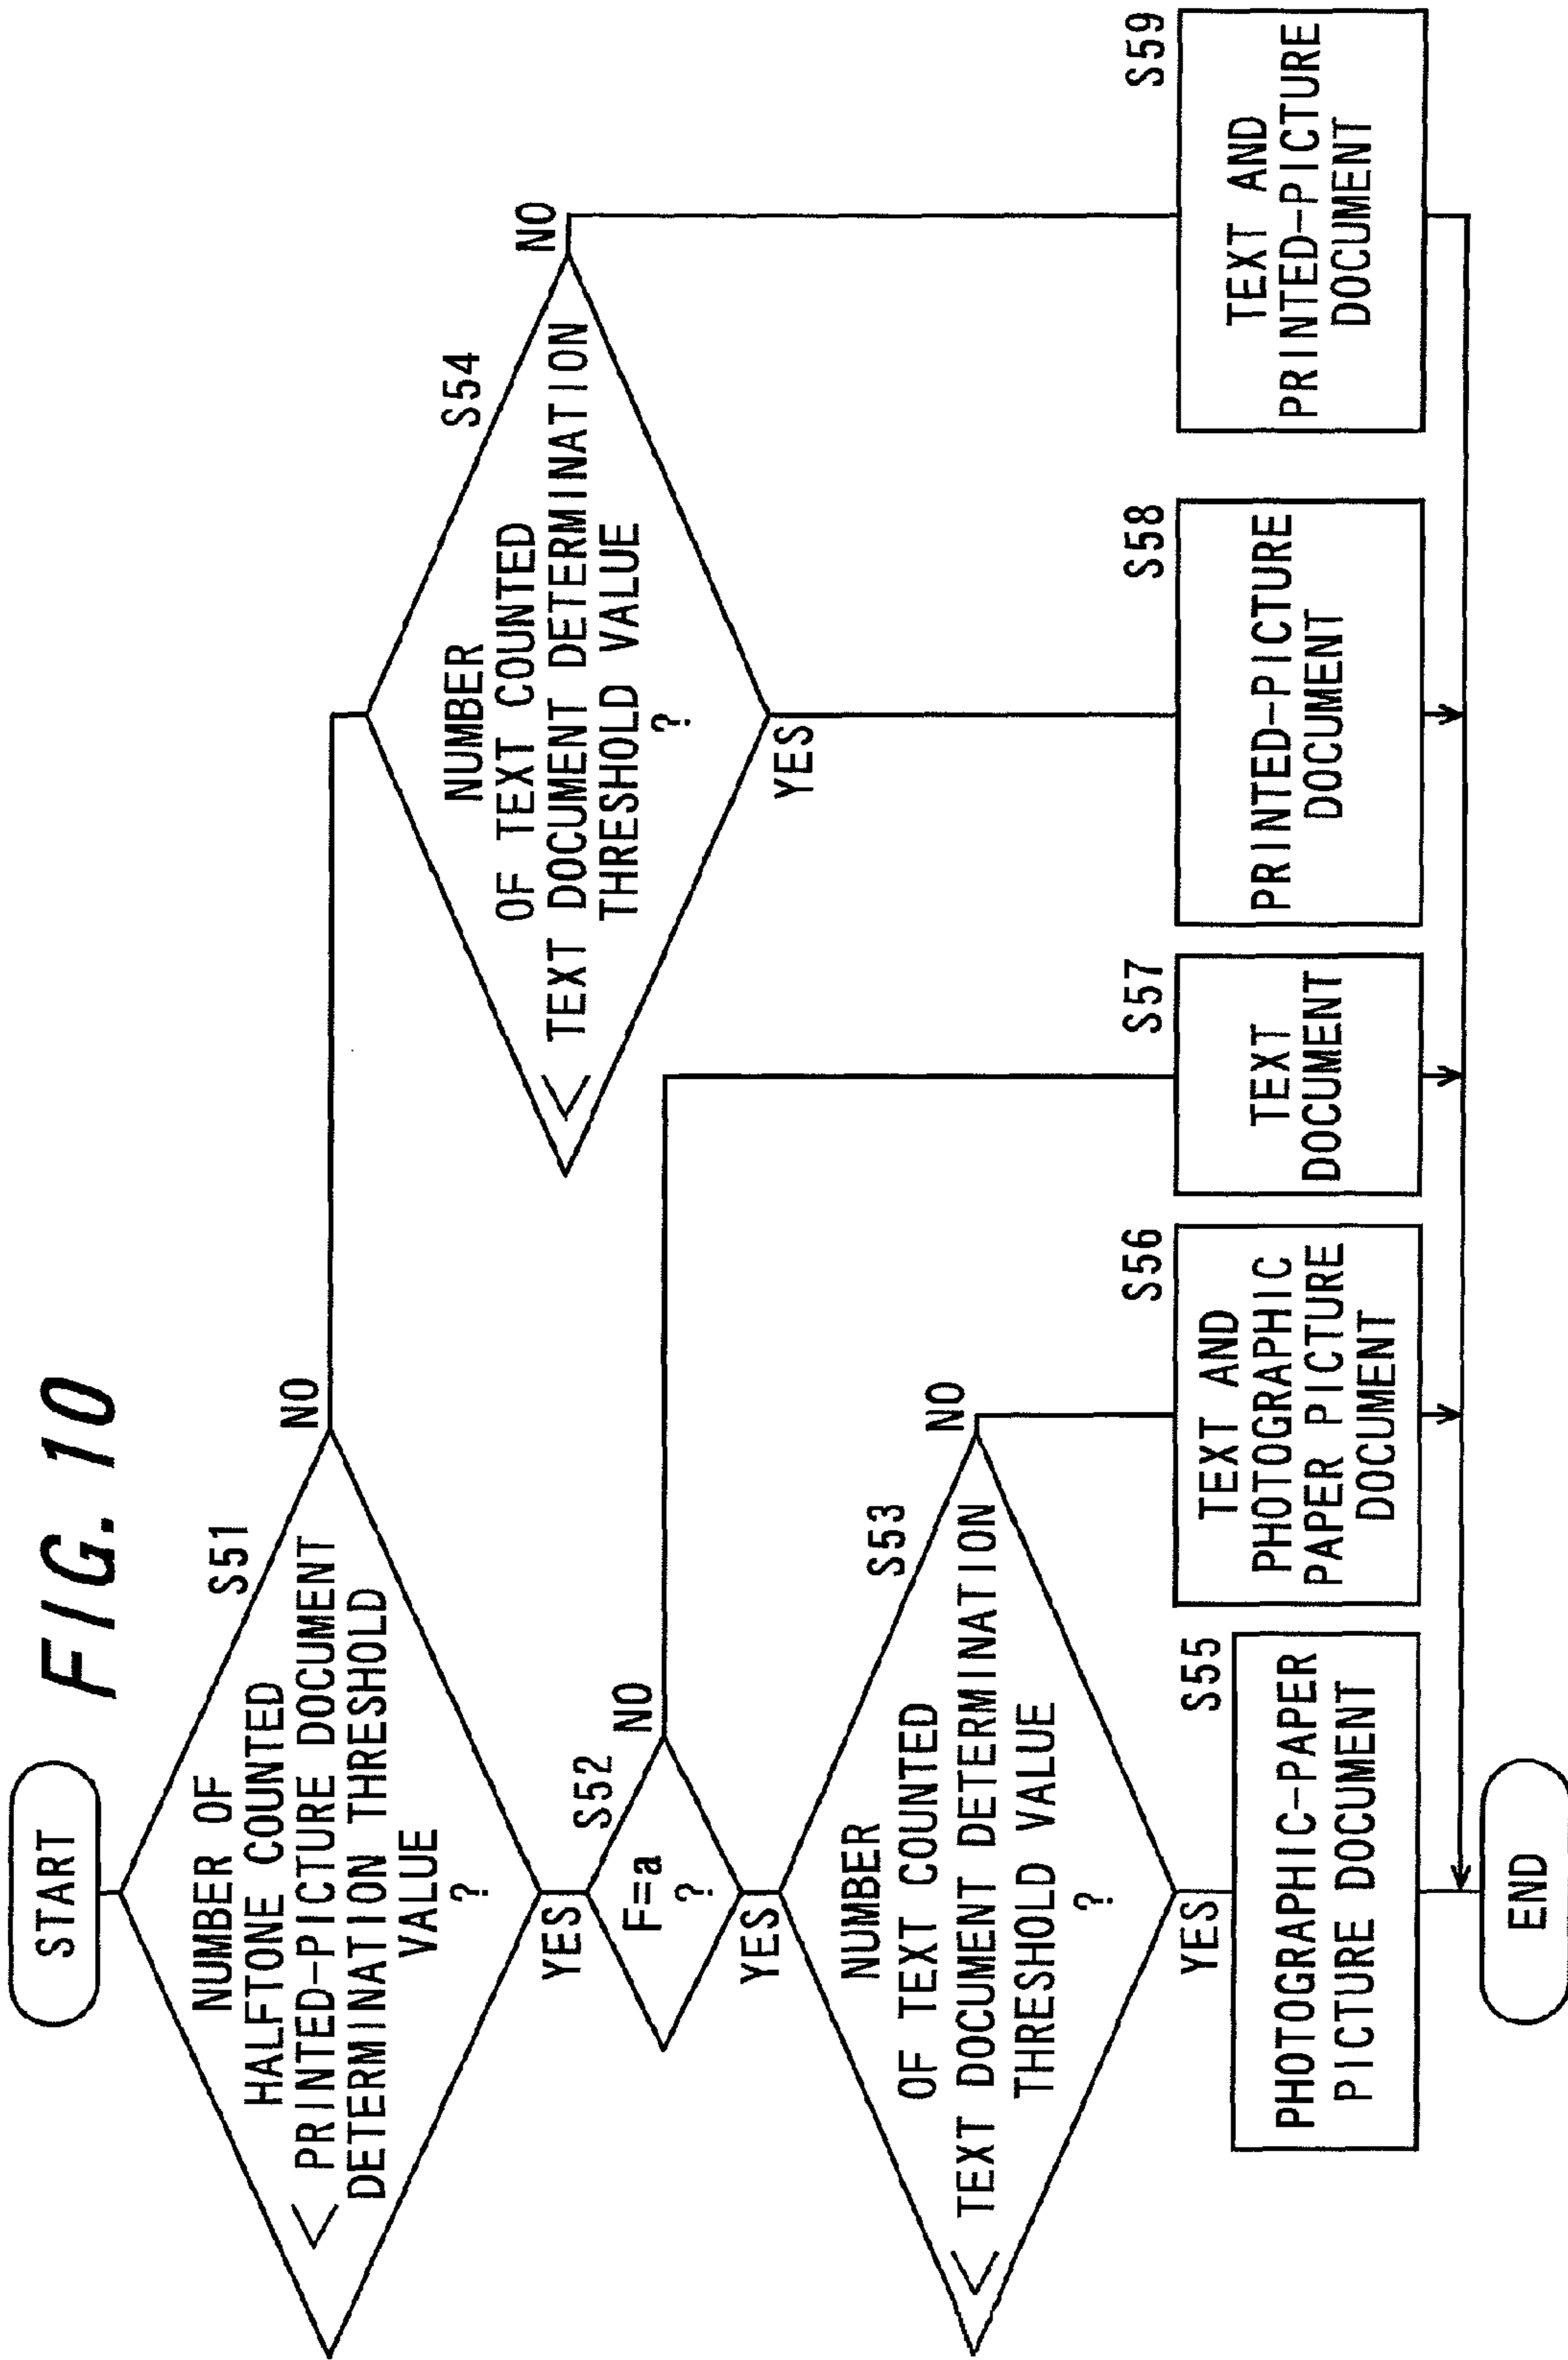 FIG. 10
START
S51
NUMBER OF
HALFTONE COUNTED
< PRINTED-PICTURE DOCUMENT
DETERMINATION THRESHOLD
VALUE
?
NO
YES
S52
F=a
?
NO
YES
S53
NUMBER
OF TEXT COUNTED
< TEXT DOCUMENT DETERMINATION
THRESHOLD VALUE
?
NO
YES
S54
NUMBER
OF TEXT COUNTED
< TEXT DOCUMENT DETERMINATION
THRESHOLD VALUE
?
NO
YES
S55
PHOTOGRAPHIC-PAPER
PICTURE DOCUMENT
S56
TEXT AND
PHOTOGRAPHIC
PAPER PICTURE
DOCUMENT
S57
TEXT
DOCUMENT
S58
PRINTED-PICTURE
DOCUMENT
S59
TEXT AND
PRINTED-PICTURE
DOCUMENT
END